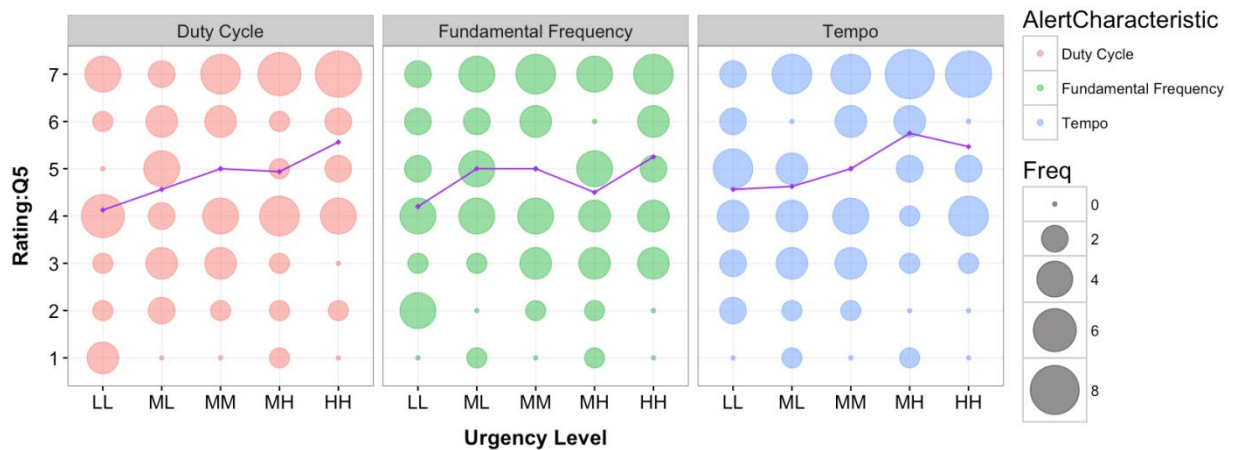 Duty Cycle Fundamental Frequency Tempo
Rating:Q5
7
6
5
4
3
2
1
LL ML MM MH HH LL ML MM MH HH LL ML MM MH HH
Urgency Level
AlertCharacteristic
Duty Cycle
Fundamental Frequency
Tempo
Freq
0
2
4
6
8